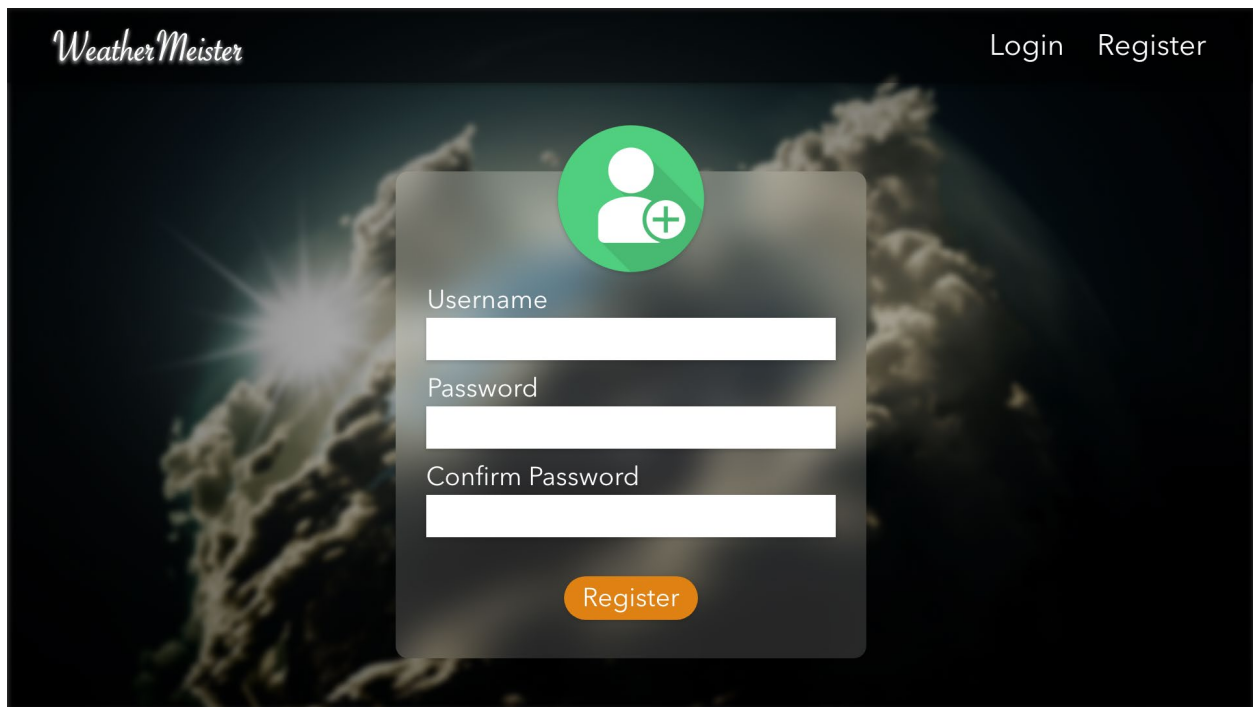 WeatherMeister
Login Register
Username
Password
Confirm Password
Register